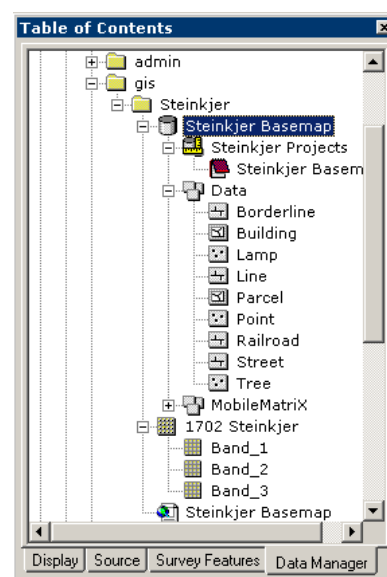 Table of Contents
admin
gis
Steinkjer
Steinkjer Basemap
Steinkjer Projects
Steinkjer Basem
Data
Borderline
Building
Lamp
Line
Parcel
Point
Railroad
Street
Tree
MobileMatriX
1702 Steinkjer
Band_1
Band_2
Band_3
Steinkjer Basemap
Display Source Survey Features Data Manager